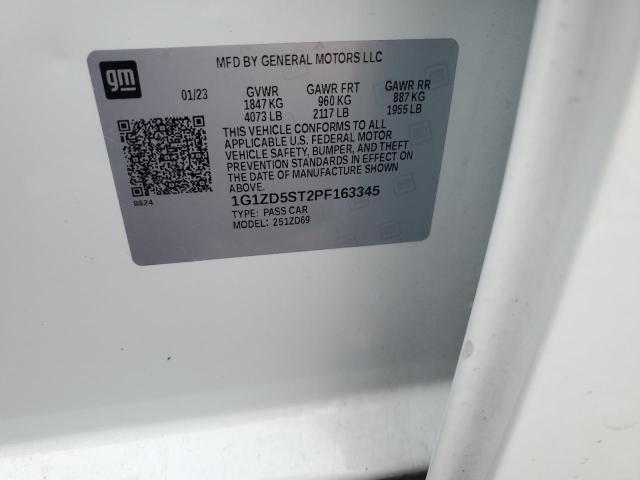 MFD BY GENERAL MOTORS LLC
gm
01/23 GVWR GAWR FRT GAWR RR
1847 KG 960 KG 887 KG
4073 LB 2117 LB 1955 LB
THIS VEHICLE CONFORMS TO ALL
APPLICABLE U.S. FEDERAL MOTOR
VEHICLE SAFETY, BUMPER, AND THEFT
PREVENTION STANDARDS IN EFFECT ON
THE DATE OF MANUFACTURE SHOWN
ABOVE.
8624
1G1ZD5ST2PF163345
TYPE: PASS CAR
MODEL: 251ZD69